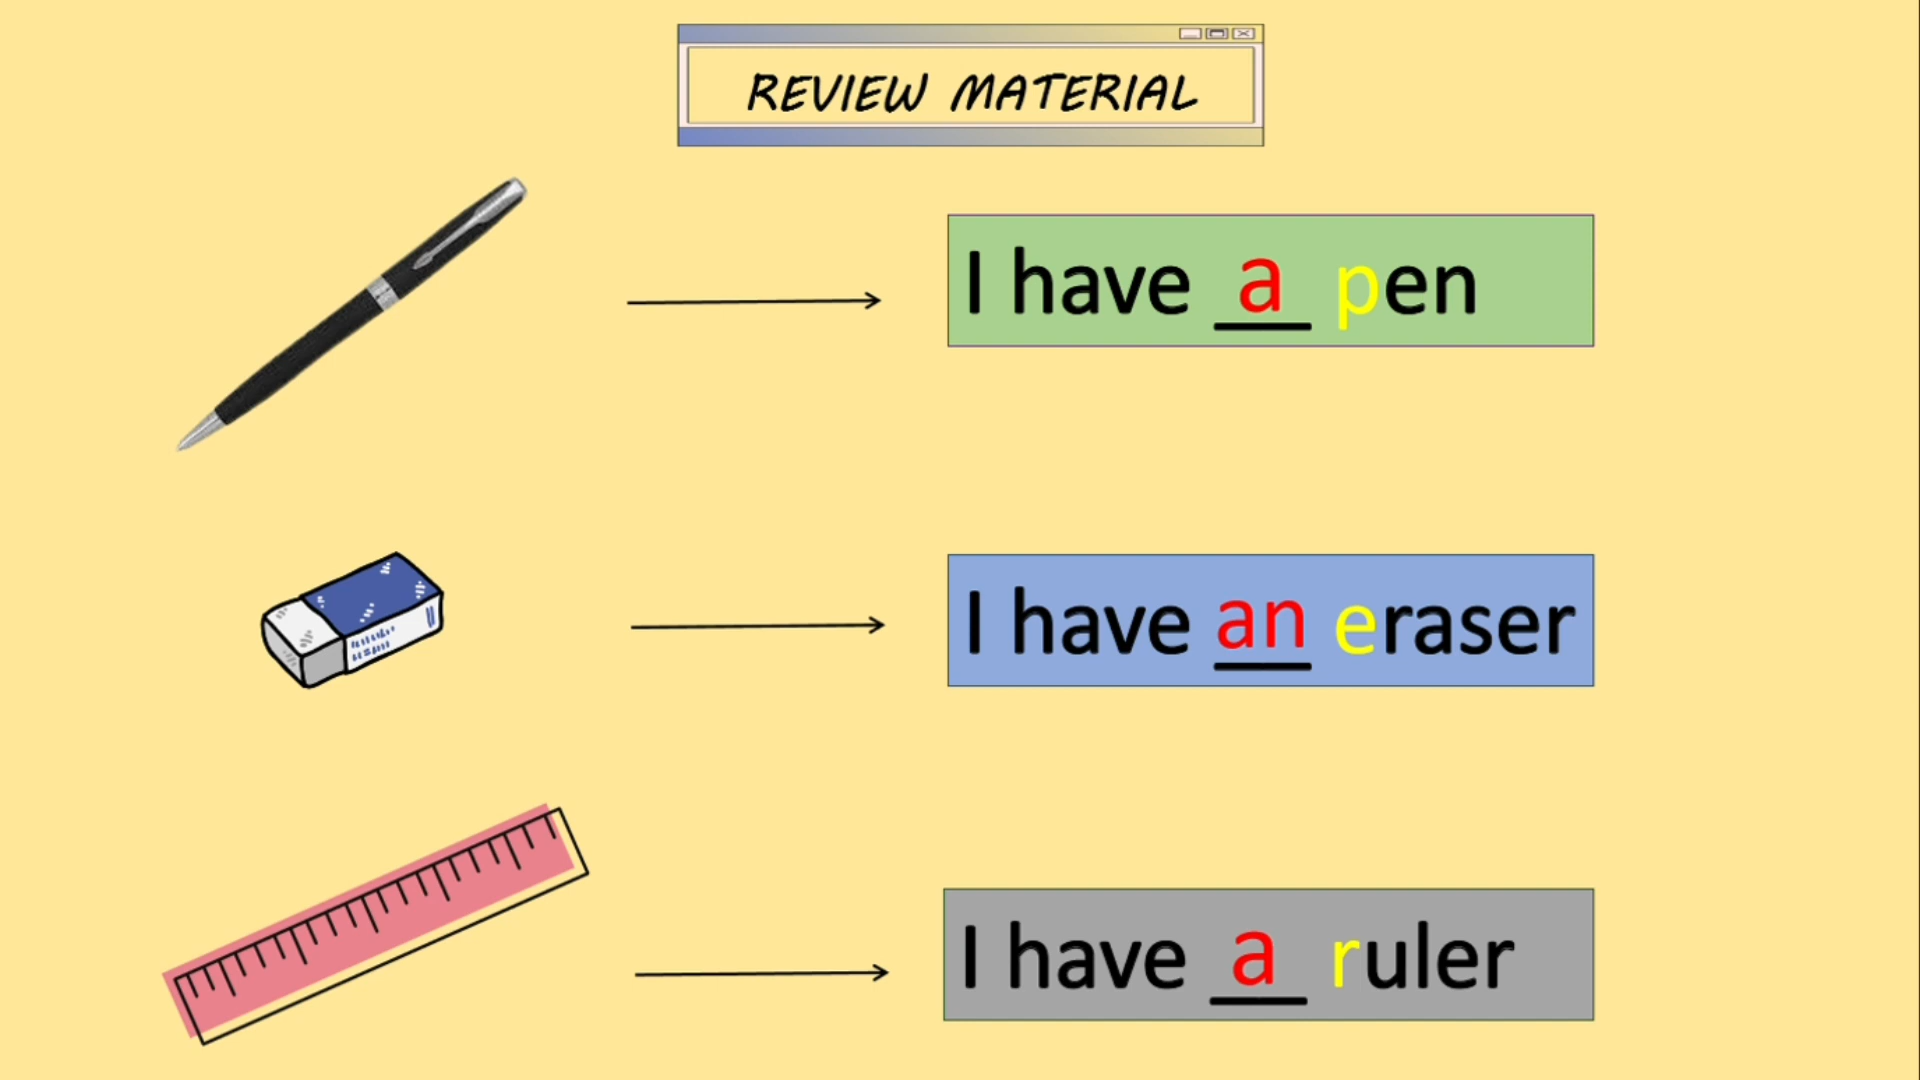 REVIEW MATERIAL
I have a pen
I have an eraser
I have a ruler